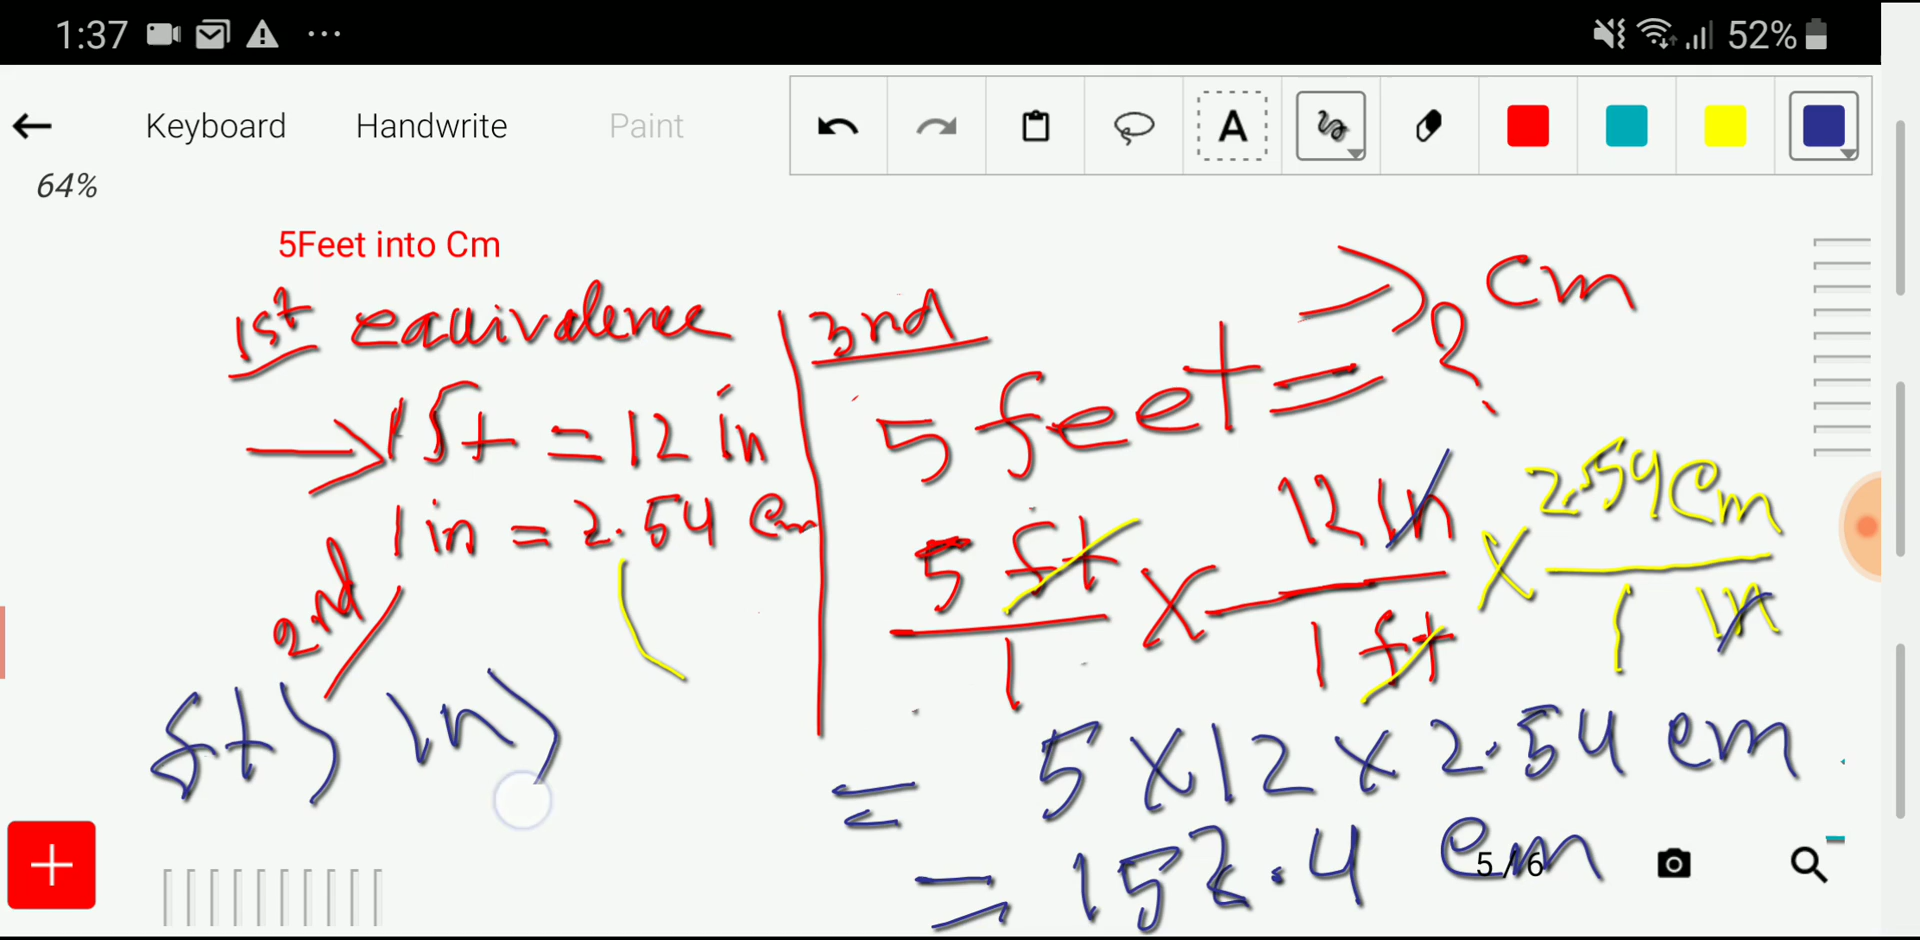 1:37 ... 52%
Keyboard Handwrite Paint A
64%
5Feet into Cm
1st equivalence
→ 1 ft = 12 in
1 in = 2.54 cm
2nd
ft) in)
3nd
→ cm
5 feet = ?
5 ft / 1 × 12 in / 1 ft × 2.54 cm / 1 in
= 5 × 12 × 2.54 cm
= 152.4 cm
5 / 6